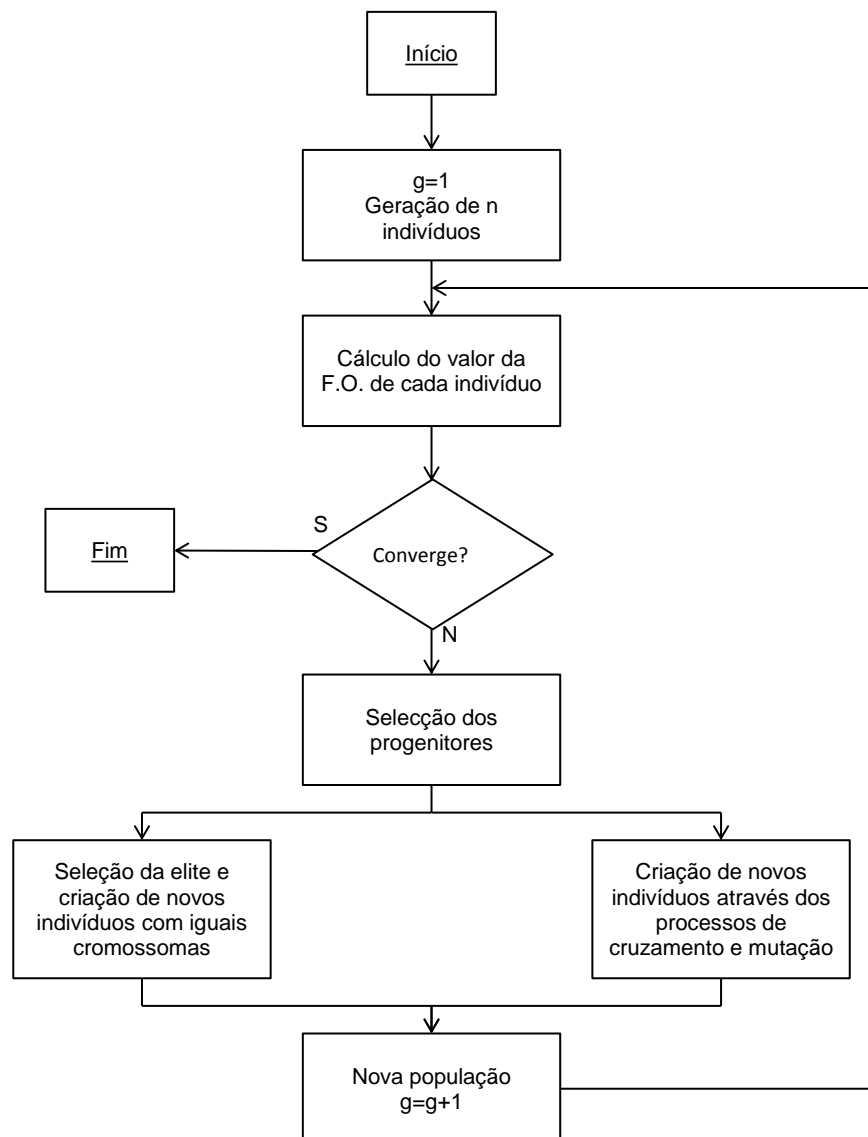 Início
g=1
Geração de n
indivíduos
Cálculo do valor da
F.O. de cada indivíduo
S
Fim
Converge?
N
Selecção dos
progenitores
Seleção da elite e
criação de novos
indivíduos com iguais
cromossomas
Criação de novos
indivíduos através dos
processos de
cruzamento e mutação
Nova população
g=g+1